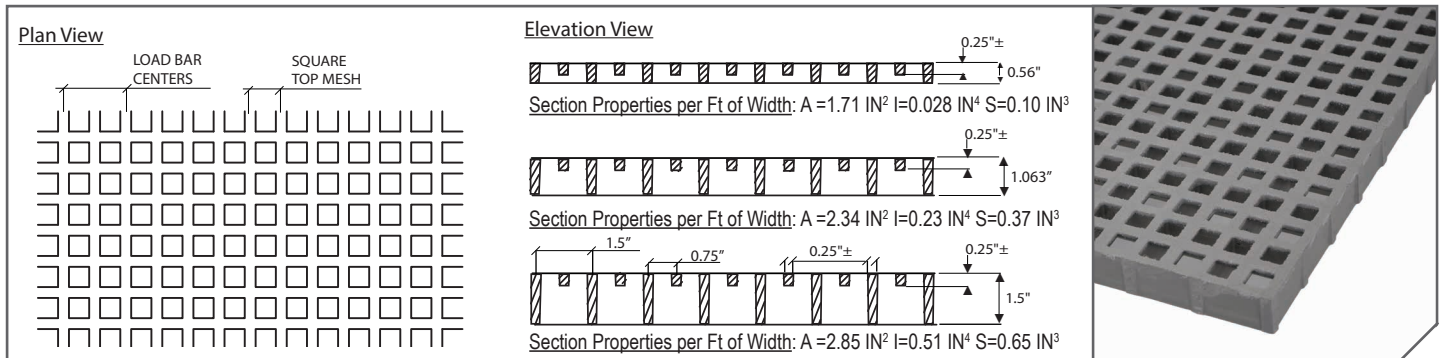 Plan View
LOAD BAR
CENTERS
SQUARE
TOP MESH
Elevation View
0.25"±
0.56"
Section Properties per Ft of Width: A =1.71 IN² I=0.028 IN⁴ S=0.10 IN³
0.25"±
1.063"
Section Properties per Ft of Width: A =2.34 IN² I=0.23 IN⁴ S=0.37 IN³
1.5"
0.75"
0.25"±
0.25"±
1.5"
Section Properties per Ft of Width: A =2.85 IN² I=0.51 IN⁴ S=0.65 IN³